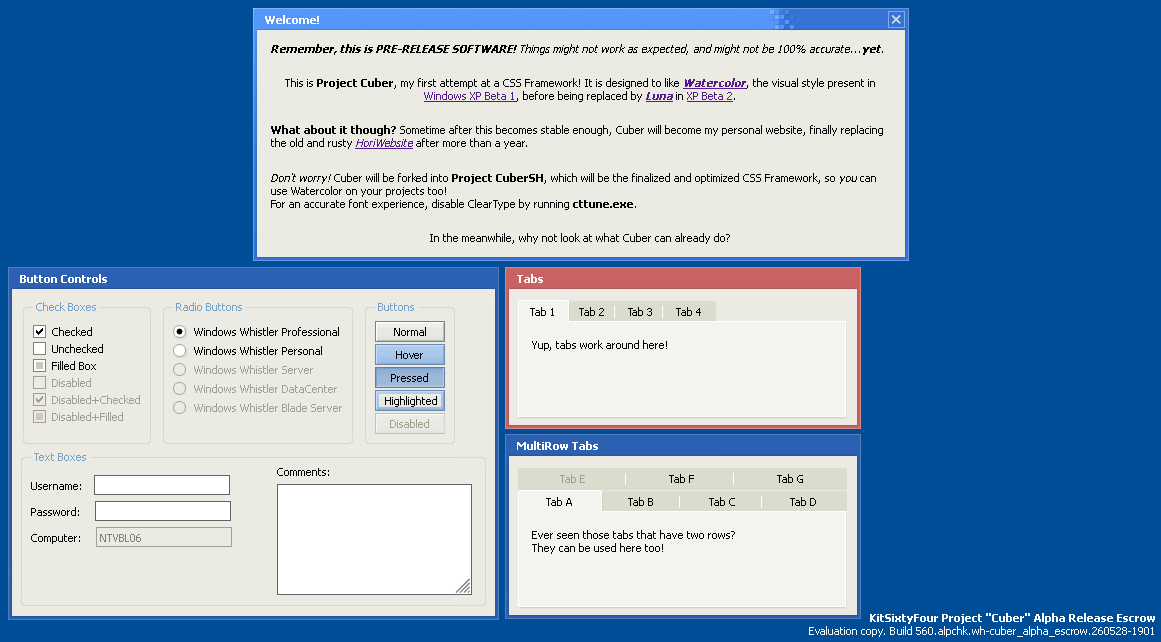 Welcome!
Remember, this is PRE-RELEASE SOFTWARE! Things might not work as expected, and might not be 100% accurate...yet.
This is Project Cuber, my first attempt at a CSS Framework! It is designed to like Watercolor, the visual style present in
Windows XP Beta 1, before being replaced by Luna in XP Beta 2.
What about it though? Sometime after this becomes stable enough, Cuber will become my personal website, finally replacing
the old and rusty HoriWebsite after more than a year.
Don't worry! Cuber will be forked into Project CuberSH, which will be the finalized and optimized CSS Framework, so you can
use Watercolor on your projects too!
For an accurate font experience, disable ClearType by running cttune.exe.
In the meanwhile, why not look at what Cuber can already do?
Button Controls
Check Boxes
Checked
Unchecked
Filled Box
Disabled
Disabled+Checked
Disabled+Filled
Radio Buttons
Windows Whistler Professional
Windows Whistler Personal
Windows Whistler Server
Windows Whistler DataCenter
Windows Whistler Blade Server
Buttons
Normal
Hover
Pressed
Highlighted
Disabled
Text Boxes
Username:
Password:
Computer: NTVBL06
Comments:
Tabs
Tab 1 Tab 2 Tab 3 Tab 4
Yup, tabs work around here!
MultiRow Tabs
Tab E Tab F Tab G
Tab A Tab B Tab C Tab D
Ever seen those tabs that have two rows?
They can be used here too!
KitSixtyFour Project "Cuber" Alpha Release Escrow
Evaluation copy. Build 560.alpchk.wh-cuber_alpha_escrow.260528-1901